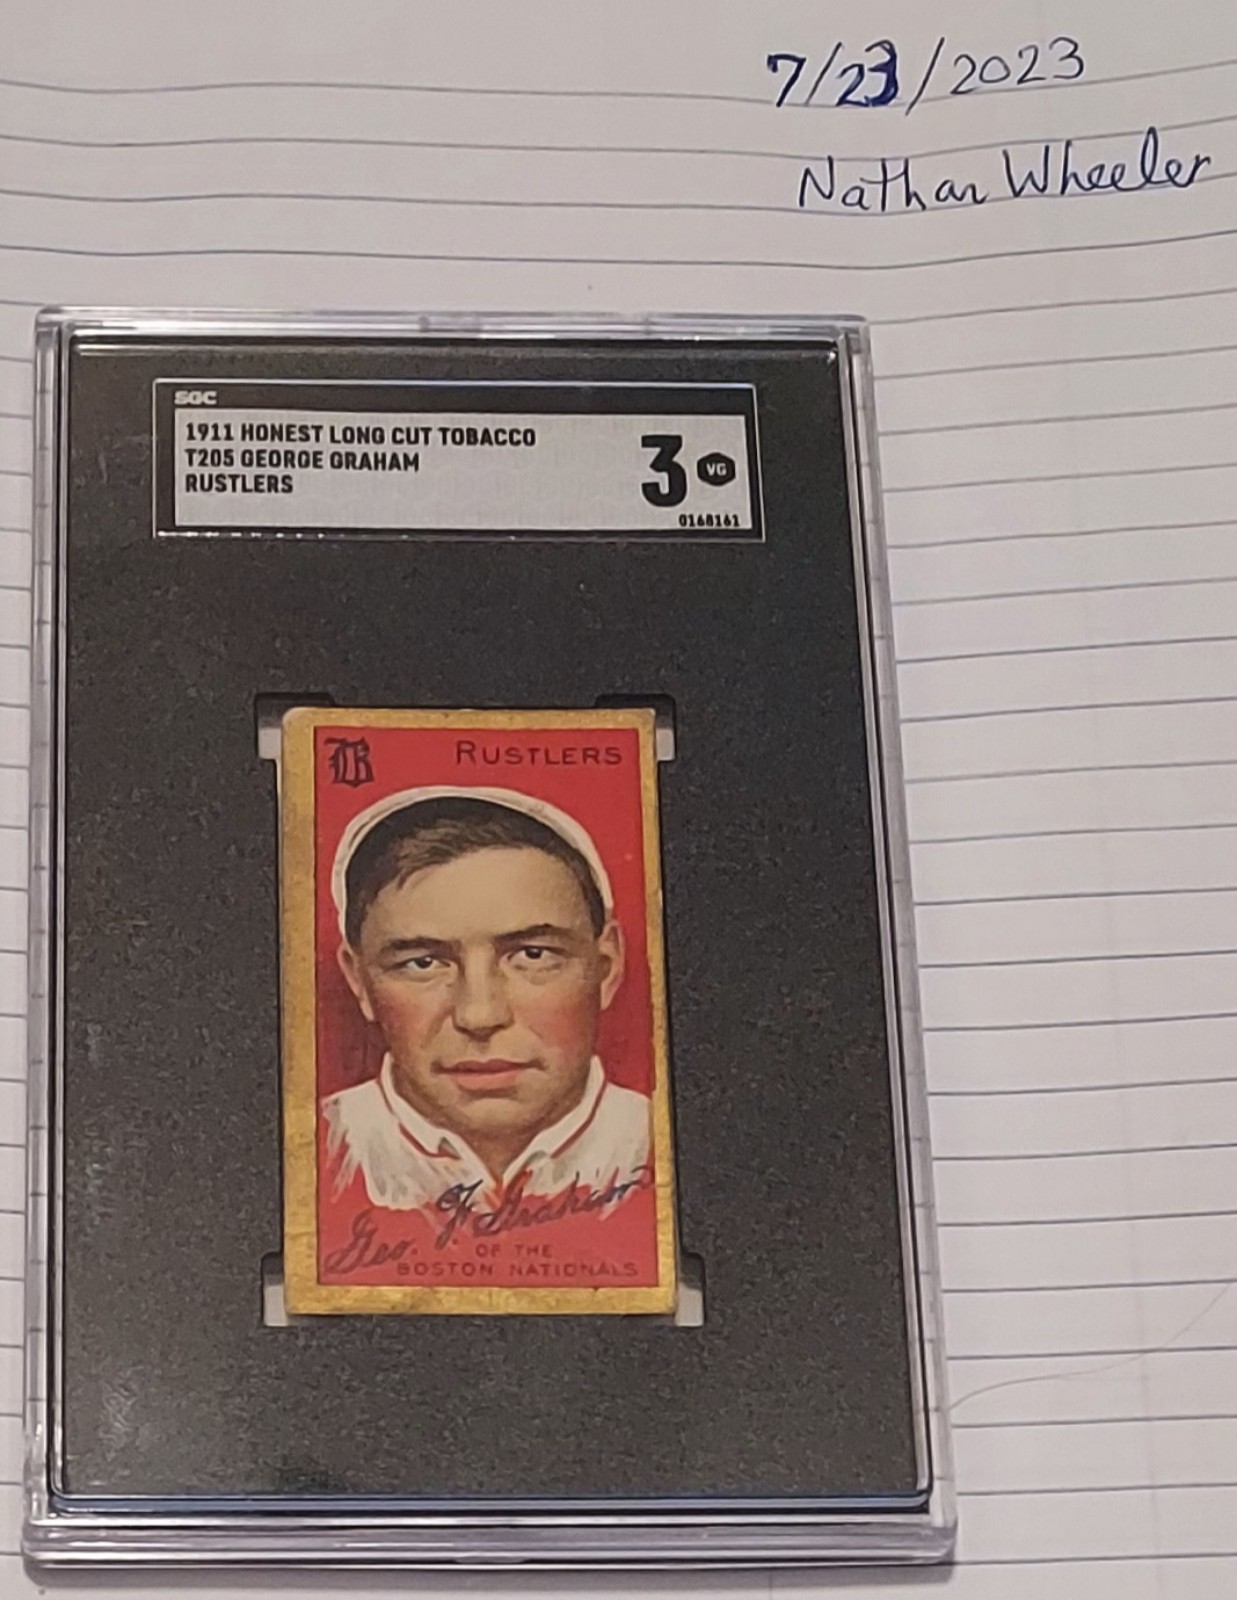 7/23/2023
Nathan Wheeler
SGC
1911 HONEST LONG CUT TOBACCO
T205 GEORGE GRAHAM
RUSTLERS
3 VG
0168161
B RUSTLERS
Geo. F. Graham
OF THE
BOSTON NATIONALS